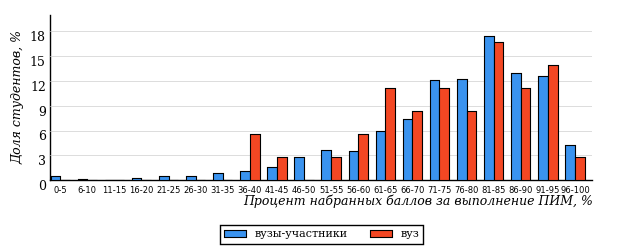 Доля студентов, %
18
15
12
9
6
3
0
0-5 6-10 11-15 16-20 21-25 26-30 31-35 36-40 41-45 46-50 51-55 56-60 61-65 66-70 71-75 76-80 81-85 86-90 91-95 96-100
Процент набранных баллов за выполнение ПИМ, %
вузы-участники вуз